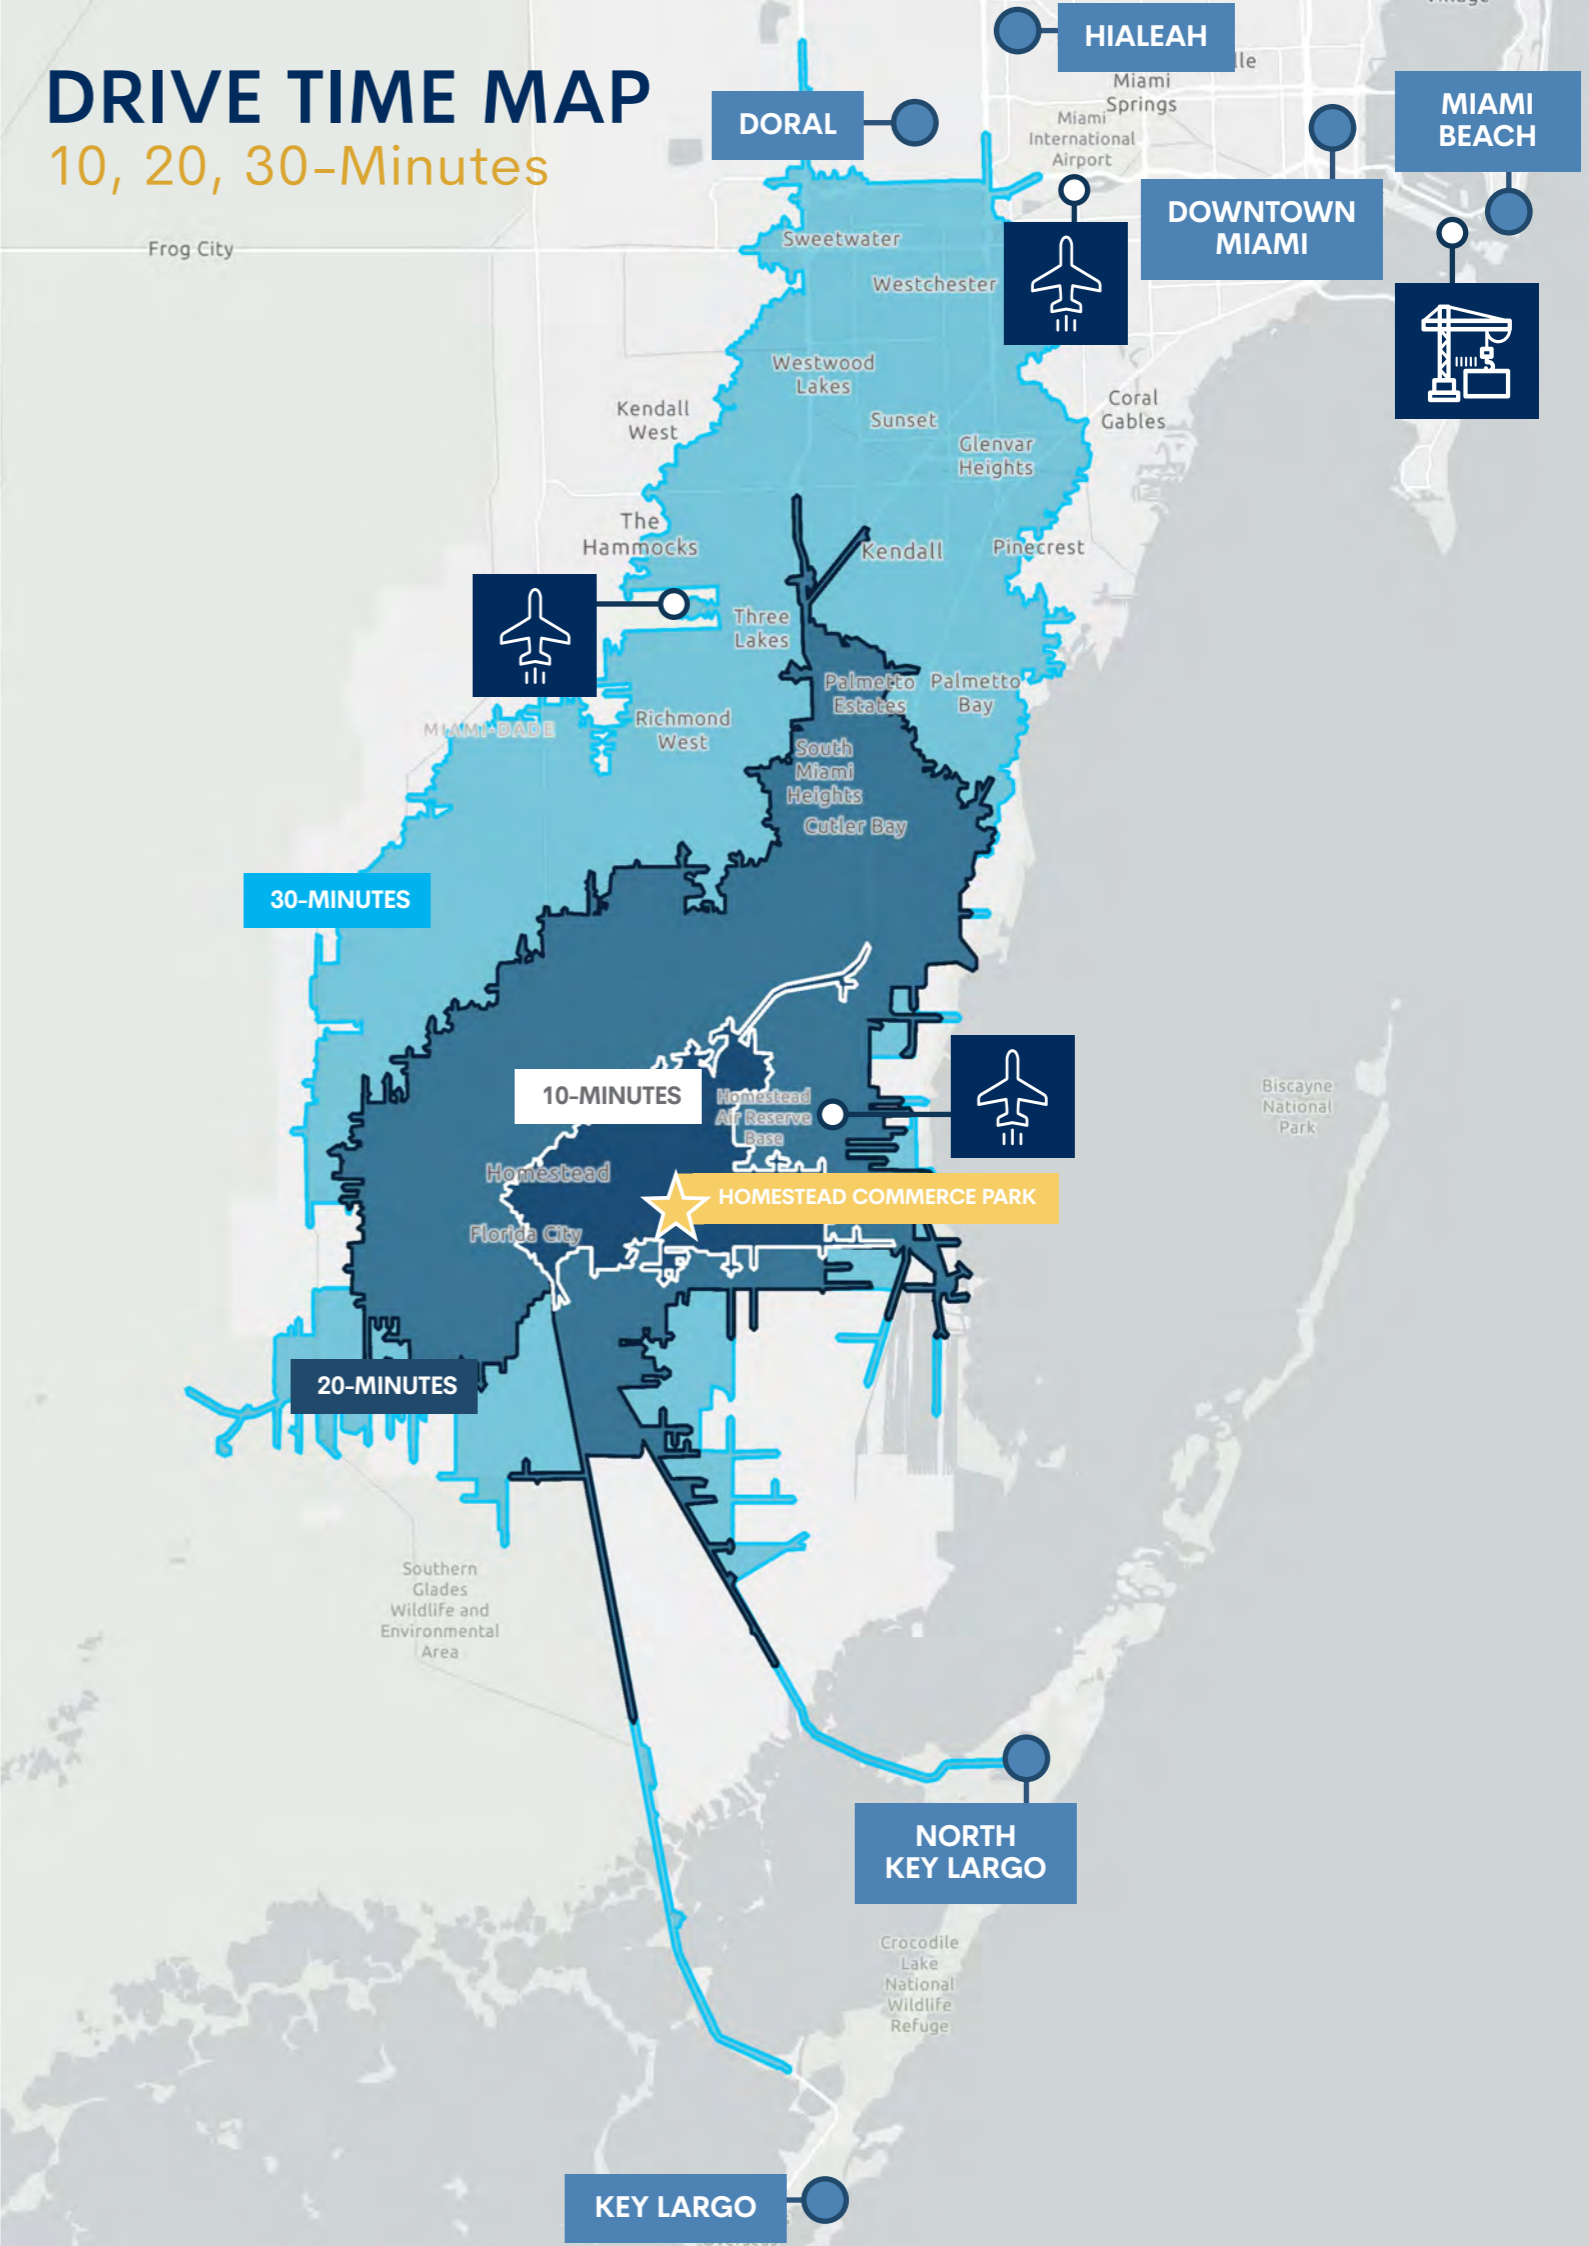 DRIVE TIME MAP
10, 20, 30-Minutes
HIALEAH
Miami
Springs
DORAL
MIAMI
BEACH
Miami
International
Airport
DOWNTOWN
MIAMI
Frog City
Sweetwater
Westchester
Westwood
Lakes
Kendall
West
Sunset
Coral
Gables
Glenvar
Heights
The
Hammocks
Kendall
Pinecrest
Three
Lakes
Palmetto
Estates
Palmetto
Bay
MIAMI-DADE
Richmond
West
South
Miami
Heights
Cutler Bay
30-MINUTES
10-MINUTES
Homestead
Air Reserve
Base
Biscayne
National
Park
Homestead
HOMESTEAD COMMERCE PARK
Florida City
20-MINUTES
Southern
Glades
Wildlife and
Environmental
Area
NORTH
KEY LARGO
Crocodile
Lake
National
Wildlife
Refuge
KEY LARGO